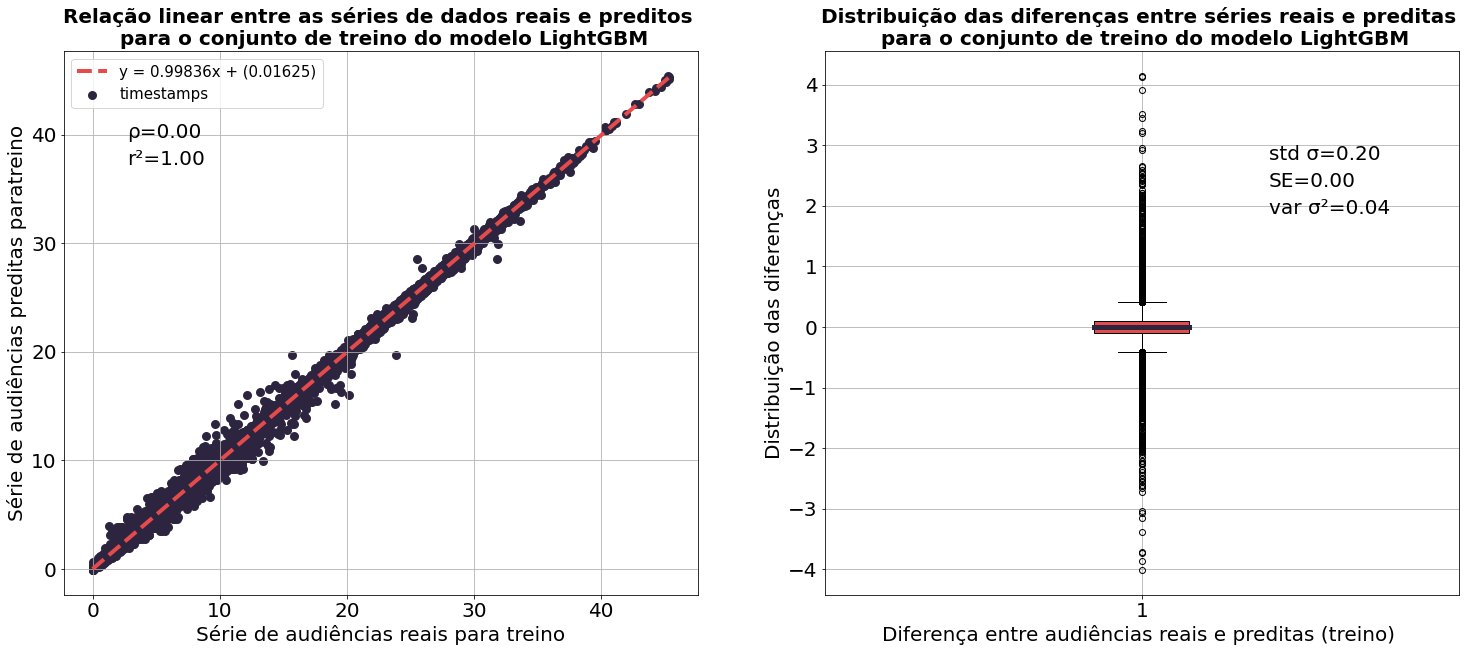 Relação linear entre as séries de dados reais e preditos
para o conjunto de treino do modelo LightGBM
y = 0.99836x + (0.01625)
timestamps
ρ=0.00
r²=1.00
40
30
20
10
0
0 10 20 30 40
Série de audiências preditas paratreino
Série de audiências reais para treino
Distribuição das diferenças entre séries reais e preditas
para o conjunto de treino do modelo LightGBM
std σ=0.20
SE=0.00
var σ²=0.04
4
3
2
1
0
−1
−2
−3
−4
1
Distribuição das diferenças
Diferença entre audiências reais e preditas (treino)